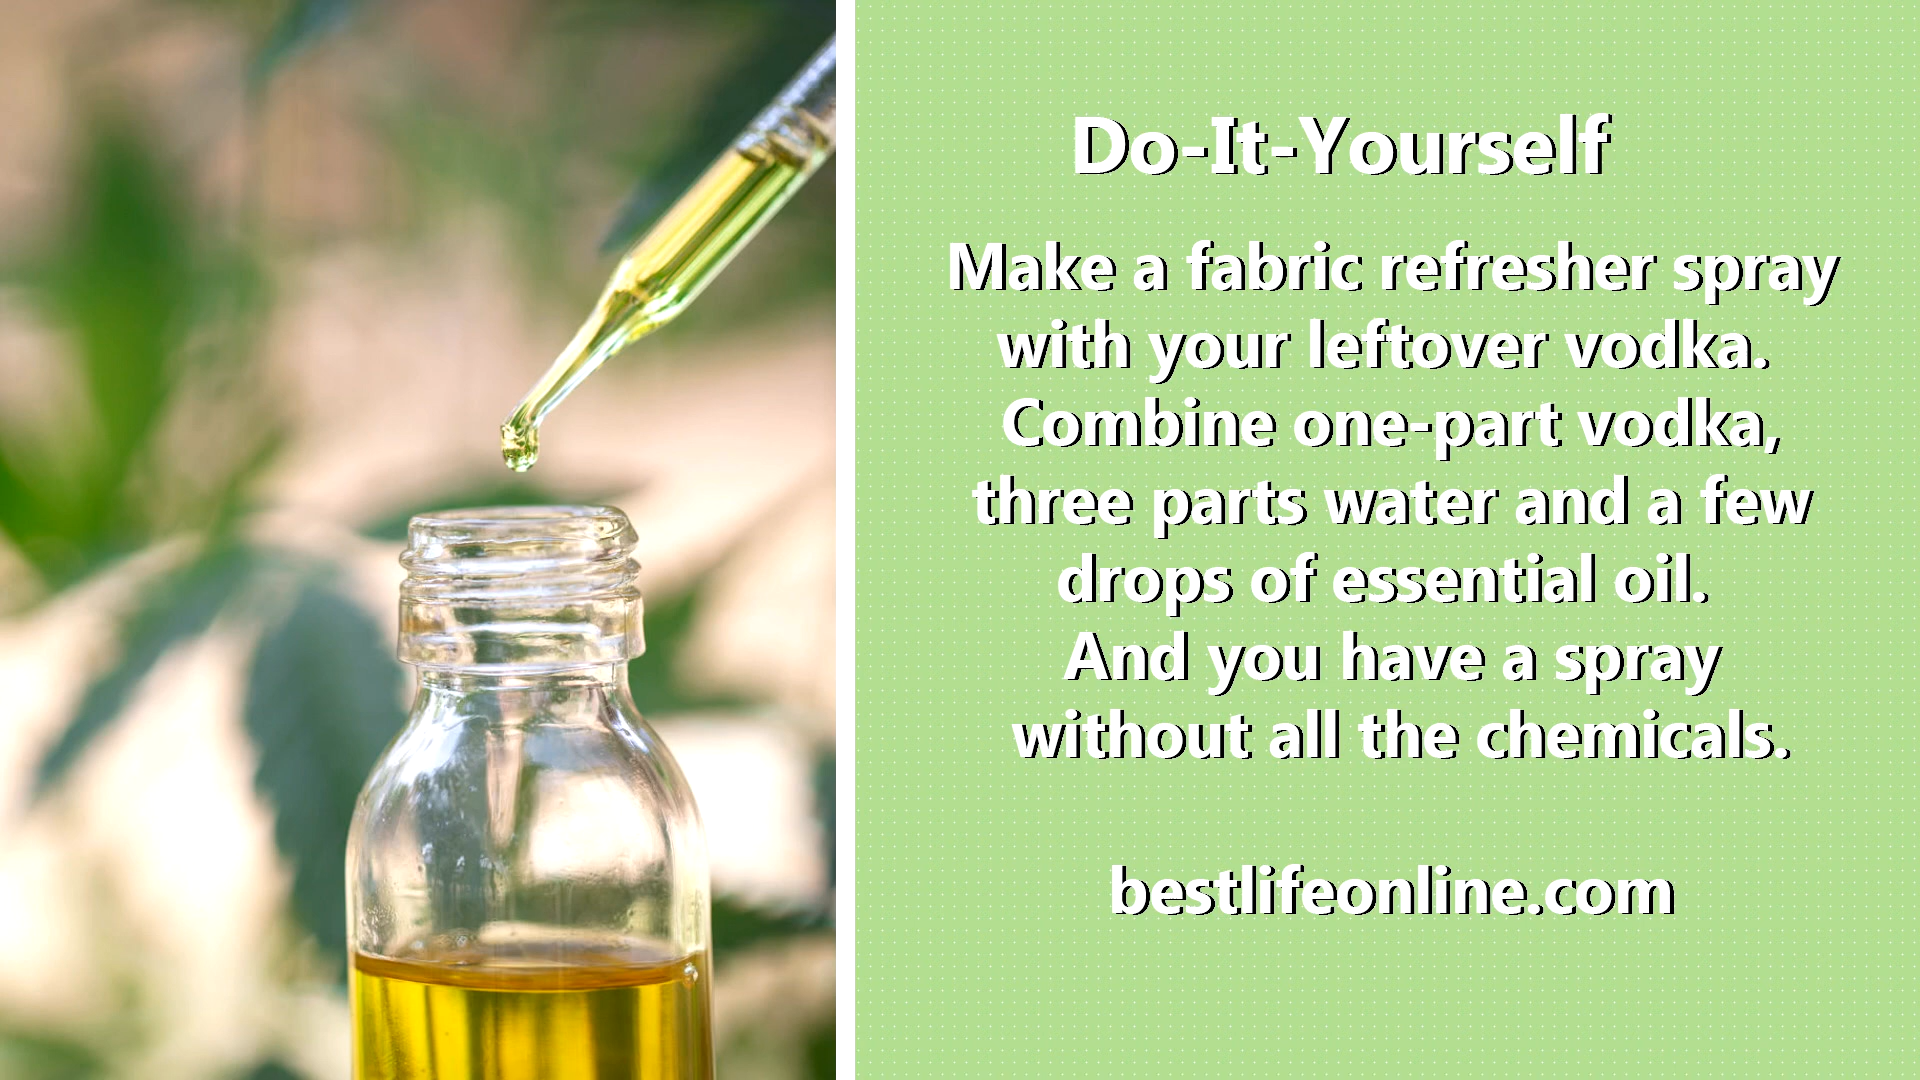 Do-It-Yourself
Make a fabric refresher spray
with your leftover vodka.
Combine one-part vodka,
three parts water and a few
drops of essential oil.
And you have a spray
without all the chemicals.
bestlifeonline.com